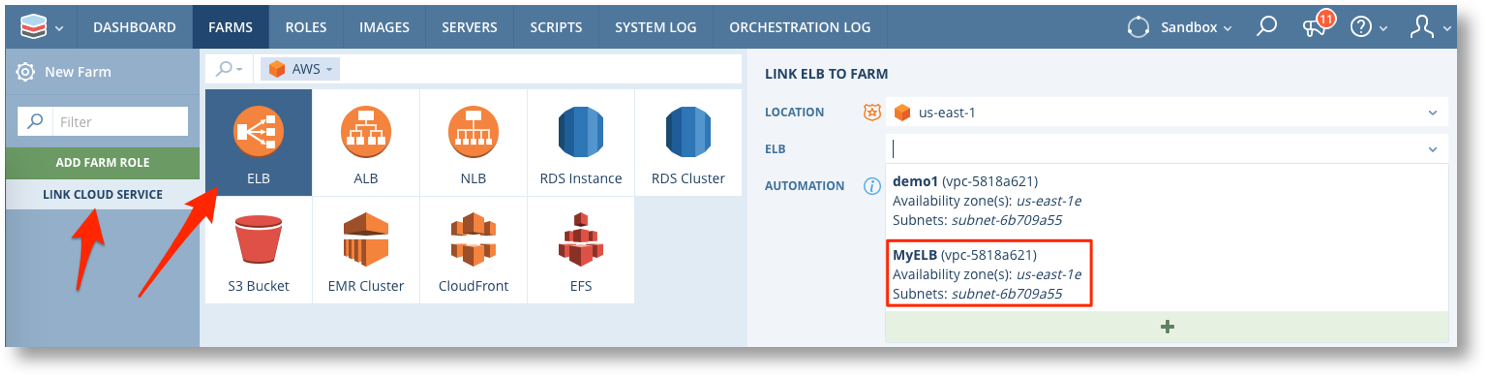 DASHBOARD FARMS ROLES IMAGES SERVERS SCRIPTS SYSTEM LOG ORCHESTRATION LOG Sandbox 11
New Farm
Filter
ADD FARM ROLE
LINK CLOUD SERVICE
AWS
ELB ALB NLB RDS Instance RDS Cluster
S3 Bucket EMR Cluster CloudFront EFS
LINK ELB TO FARM
LOCATION us-east-1
ELB
AUTOMATION
demo1 (vpc-5818a621)
Availability zone(s): us-east-1e
Subnets: subnet-6b709a55
MyELB (vpc-5818a621)
Availability zone(s): us-east-1e
Subnets: subnet-6b709a55